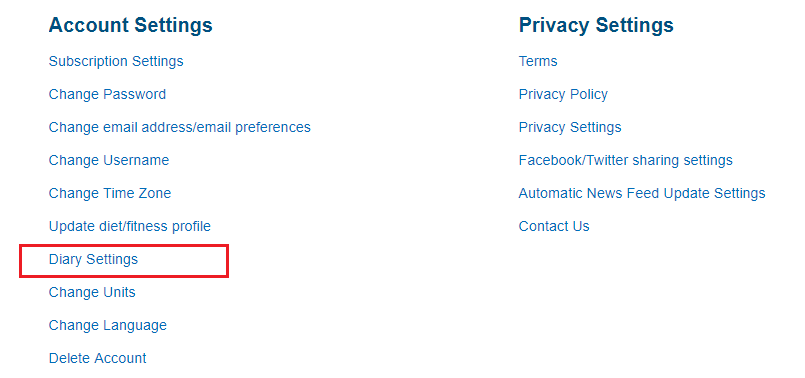 Account Settings
Subscription Settings
Change Password
Change email address/email preferences
Change Username
Change Time Zone
Update diet/fitness profile
Diary Settings
Change Units
Change Language
Delete Account
Privacy Settings
Terms
Privacy Policy
Privacy Settings
Facebook/Twitter sharing settings
Automatic News Feed Update Settings
Contact Us